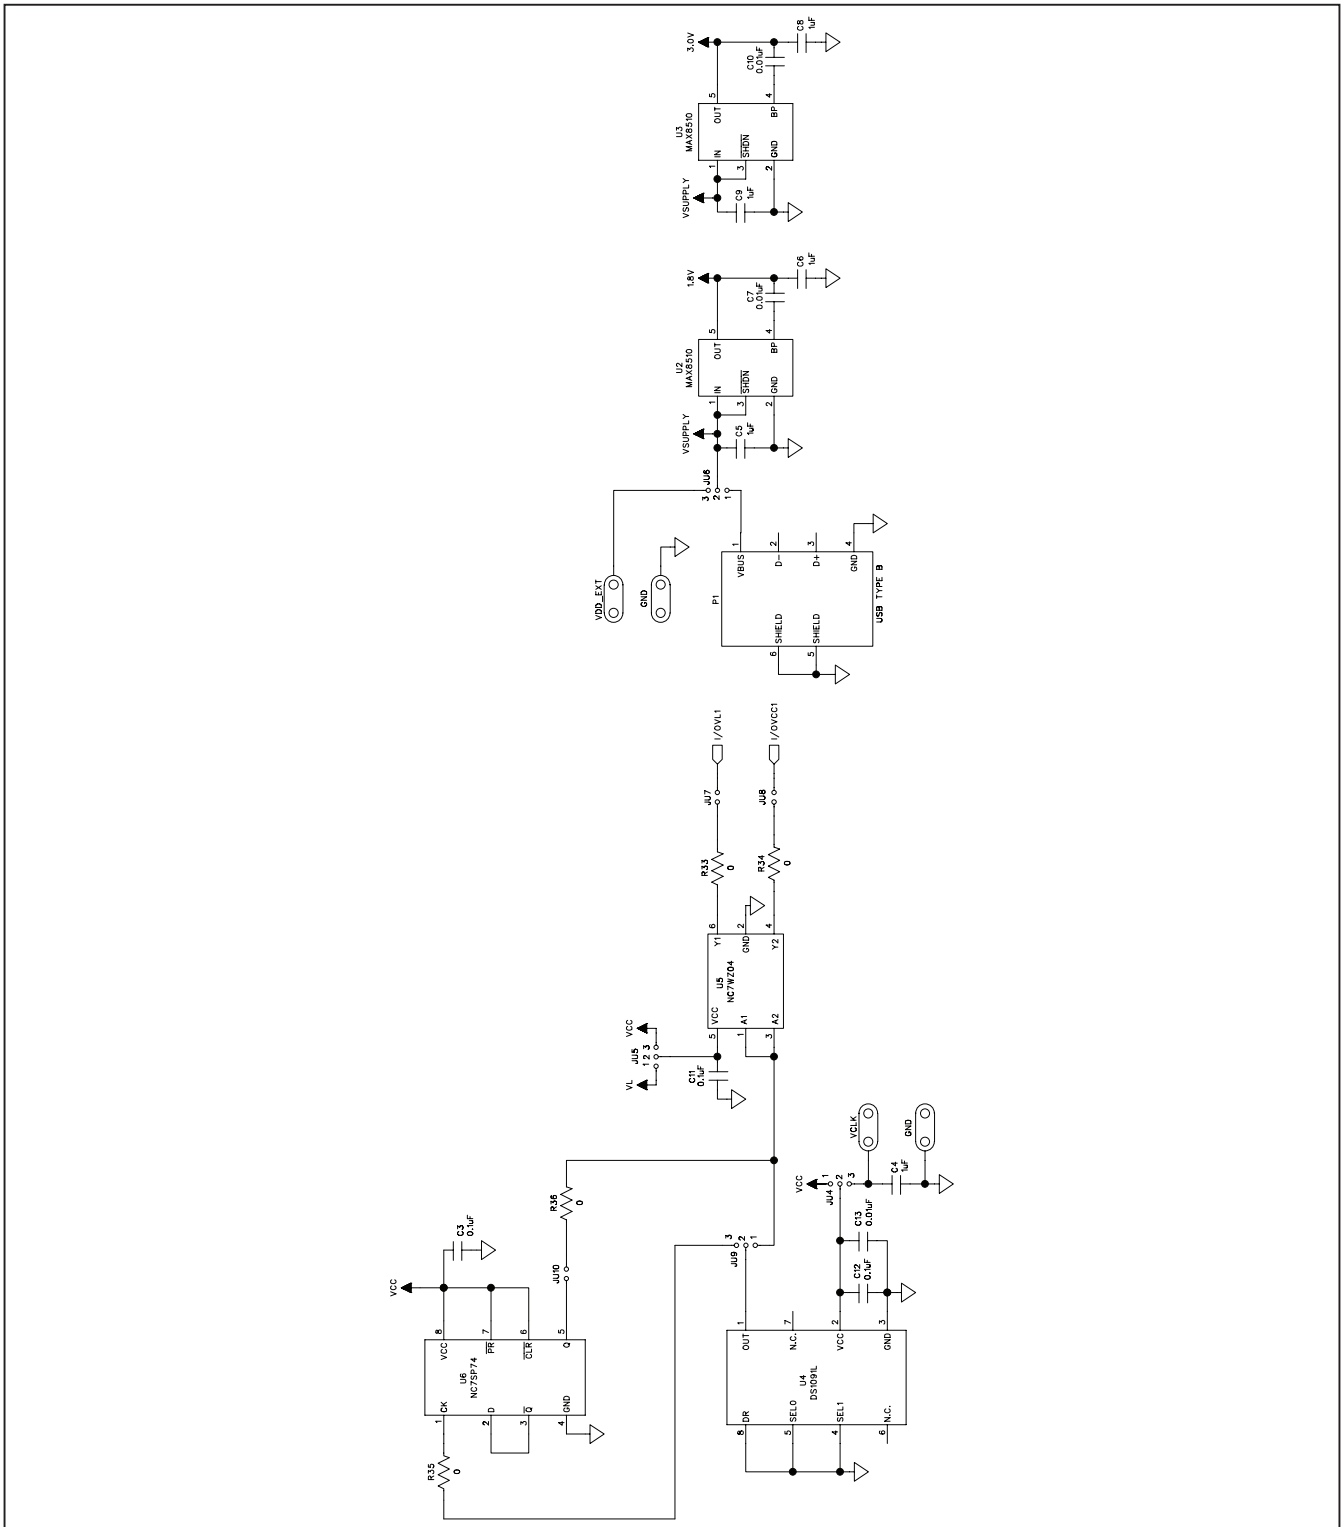 3.0V
C8
1uF
C10
0.01uF
5
4
OUT
BP
U3
MAX8510
IN
SHDN
GND
1
3
2
VSUPPLY
C9
1uF
1.8V
C6
1uF
C7
0.01uF
5
4
OUT
BP
U2
MAX8510
IN
SHDN
GND
1
3
2
VSUPPLY
C5
1uF
JU6
3
2
1
VDD_EXT
GND
1
2
3
4
VBUS
D-
D+
GND
P1
USB TYPE B
SHIELD
SHIELD
6
5
I/OVL1
I/OVCC1
JU7
JU8
R33
0
R34
0
6
2
4
Y1
GND
Y2
U5
NC7WZ04
VCC
A1
A2
5
1
3
VCC
JU5
1 2 3
VL
C11
0.1uF
VCLK
GND
VCC
JU4
1
2
3
C4
1uF
R36
0
C3
0.1uF
VCC
JU10
JU9
3
2
1
C13
0.01uF
C12
0.1uF
8
7
6
5
VCC
PR
CLR
Q
U6
NC7SP74
CK
D
Q
GND
1
2
3
4
1
7
2
3
OUT
N.C.
VCC
GND
U4
DS1091L
DR
SEL0
SEL1
N.C.
8
5
4
6
R35
0